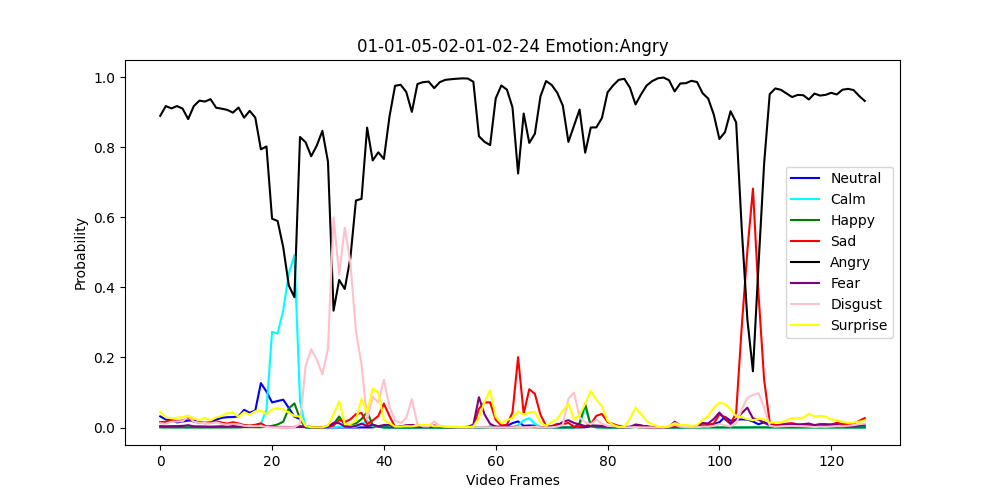 01-01-05-02-01-02-24 Emotion:Angry
1.0
0.8
0.6
0.4
0.2
0.0
Probability
0 20 40 60 80 100 120
Video Frames
Neutral
Calm
Happy
Sad
Angry
Fear
Disgust
Surprise